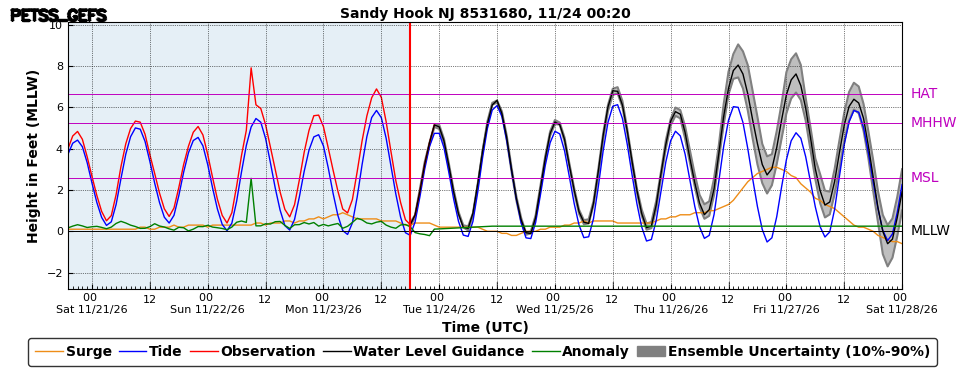 PETSS_GEFS
Sandy Hook NJ 8531680, 11/24 00:20
Height in Feet (MLLW)
10
8
6
4
2
0
−2
HAT
MHHW
MSL
MLLW
00 12 00 12 00 12 00 12 00 12 00 12 00 12 00
Sat 11/21/26 Sun 11/22/26 Mon 11/23/26 Tue 11/24/26 Wed 11/25/26 Thu 11/26/26 Fri 11/27/26 Sat 11/28/26
Time (UTC)
Surge Tide Observation Water Level Guidance Anomaly Ensemble Uncertainty (10%-90%)